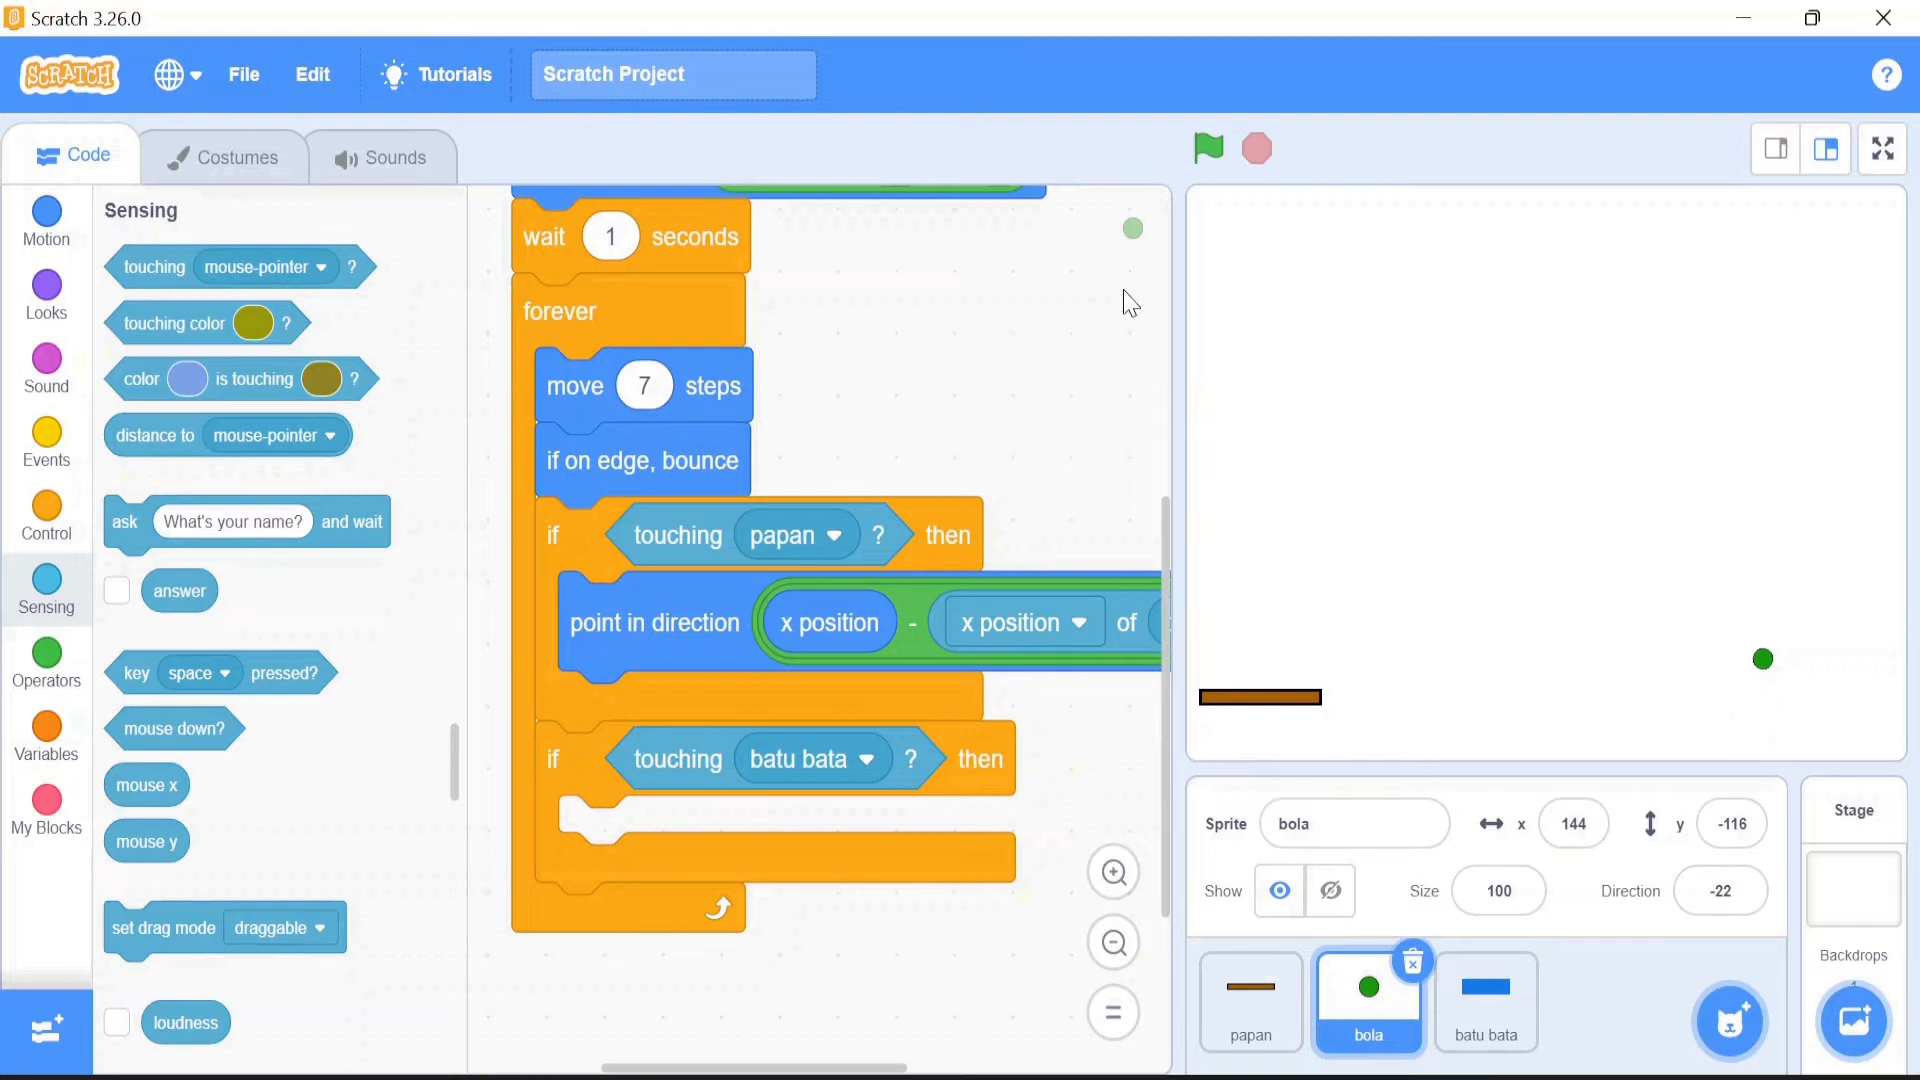 Scratch 3.26.0
SCRATCH
File
Edit
Tutorials
Scratch Project
?
Code
Costumes
Sounds
Motion
Looks
Sound
Events
Control
Sensing
Operators
Variables
My Blocks
Sensing
touching mouse-pointer ?
touching color ?
color is touching ?
distance to mouse-pointer
ask What's your name? and wait
answer
key space pressed?
mouse down?
mouse x
mouse y
set drag mode draggable
loudness
wait 1 seconds
forever
move 7 steps
if on edge, bounce
if touching papan ? then
point in direction x position - x position of
if touching batu bata ? then
Sprite bola x 144 y -116
Show Size 100 Direction -22
papan
bola
batu bata
Stage
Backdrops